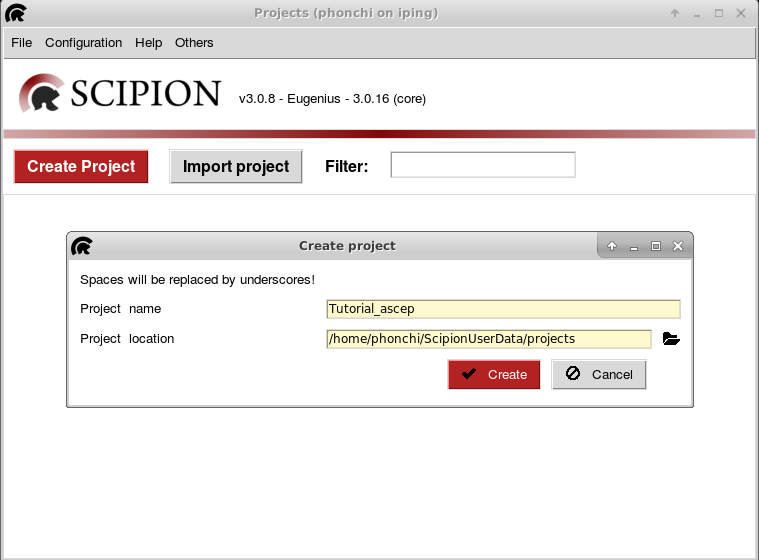 Projects (phonchi on iping)
File Configuration Help Others
SCIPION v3.0.8 - Eugenius - 3.0.16 (core)
Create Project Import project Filter:
Create project
Spaces will be replaced by underscores!
Project name Tutorial_ascep
Project location /home/phonchi/ScipionUserData/projects
Create Cancel